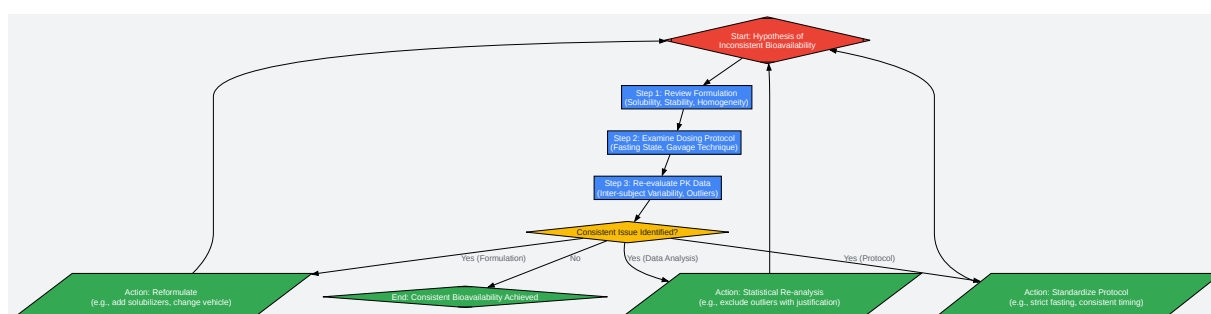 Start: Hypothesis of
Inconsistent Bioavailability
Step 1: Review Formulation
(Solubility, Stability, Homogeneity)
Step 2: Examine Dosing Protocol
(Fasting State, Gavage Technique)
Step 3: Re-evaluate PK Data
(Inter-subject Variability, Outliers)
Consistent Issue Identified?
Yes (Formulation)
No
Yes (Data Analysis)
Yes (Protocol)
Action: Reformulate
(e.g., add solubilizers, change vehicle)
End: Consistent Bioavailability Achieved
Action: Statistical Re-analysis
(e.g., exclude outliers with justification)
Action: Standardize Protocol
(e.g., strict fasting, consistent timing)